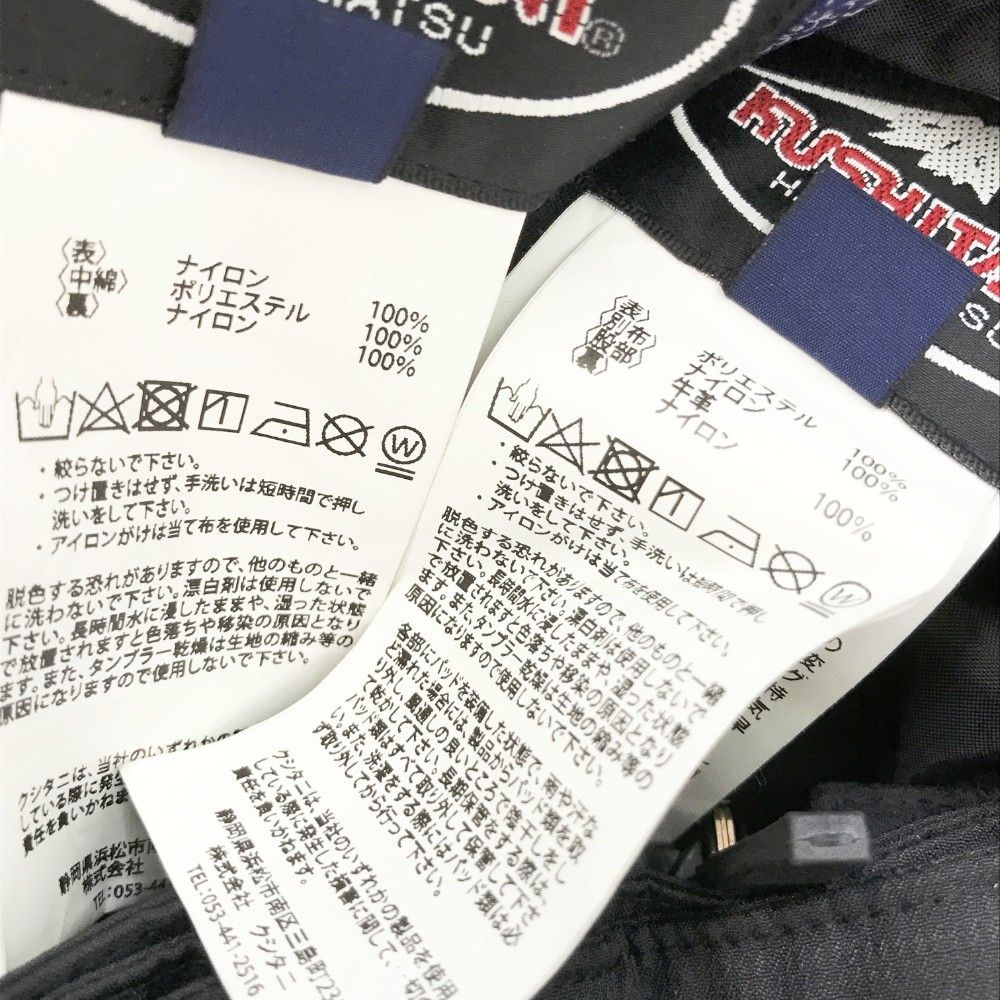 ATSU
®
KUSHITA
〈表〉 ナイロン 100%
〈中綿〉 ポリエステル 100%
〈裏〉 ナイロン 100%
W
・絞らないで下さい。
・つけ置きはせず、手洗いは短時間で押し
洗いをして下さい。
・アイロンがけは当て布を使用して下さい。
脱色する恐れがありますので、他のものと一緒
に洗わないで下さい。漂白剤は使用しないで
下さい。長時間水に浸したままや、湿った状態
で放置されますと色落ちや移染の原因となり
ます。また、タンブラー乾燥は生地の縮み等の
原因になりますので使用しないで下さい。
クシタニは、当社のいずれかの
している際に発生
責任を負いかねま
静岡県浜松市
株式会社
TEL:053-44
〈表〉 ポリエステル 100%
〈別布〉 ナイロン 100%
〈股部〉 牛革
〈裏〉 ナイロン 100%
W
・絞らないで下さい。
・つけ置きはせず、手洗いは短時間で押し
洗いをして下さい。
・アイロンがけは当て布を使用して下さい。
脱色する恐れがありますので、他のものと一緒
に洗わないで下さい。漂白剤は使用しないで
下さい。長時間水に浸したままや、湿った状態
で放置されますと色落ちや移染の原因となり
ます。また、タンブラー乾燥は生地の縮み等の
原因になりますので使用しないで下さい。
各部にパッドを装備した状態で、雨や汗な
ど濡れた場合には、製品からパッド類を取
り外し、風通しの良いところで陰干しをし
て乾かして下さい。長期保管をする際は、
パッド類はすべて取り外して保管して下さ
い。また、洗濯をする際にはパッド類は必
ず取り外してから行って下さい。
クシタニは、当社のいずれかの製品を使用
している際に発生した損害に関して、一切
責任を負いかねます。
静岡県浜松市南区三島町23
株式会社 クシタニ
TEL:053-441-2516